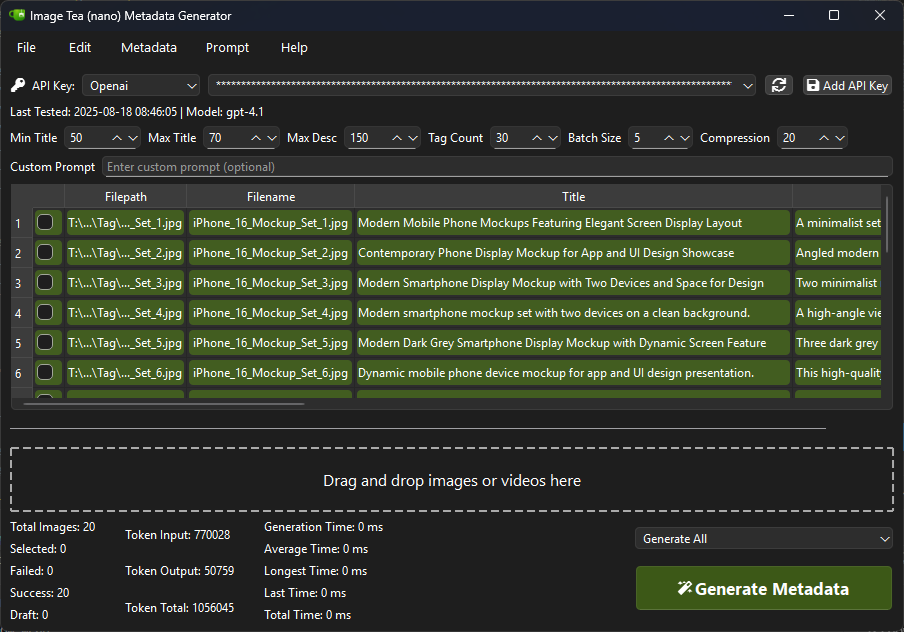 Image Tea (nano) Metadata Generator
File Edit Metadata Prompt Help
API Key: Openai ******************************************************************************************** Add API Key
Last Tested: 2025-08-18 08:46:05 | Model: gpt-4.1
Min Title 50 Max Title 70 Max Desc 150 Tag Count 30 Batch Size 5 Compression 20
Custom Prompt Enter custom prompt (optional)
Filepath Filename Title
1 T:\...\Tag\..._Set_1.jpg iPhone_16_Mockup_Set_1.jpg Modern Mobile Phone Mockups Featuring Elegant Screen Display Layout A minimalist set
2 T:\...\Tag\..._Set_2.jpg iPhone_16_Mockup_Set_2.jpg Contemporary Phone Display Mockup for App and UI Design Showcase Angled modern
3 T:\...\Tag\..._Set_3.jpg iPhone_16_Mockup_Set_3.jpg Modern Smartphone Display Mockup with Two Devices and Space for Design Two minimalist
4 T:\...\Tag\..._Set_4.jpg iPhone_16_Mockup_Set_4.jpg Modern smartphone mockup set with two devices on a clean background. A high-angle vie
5 T:\...\Tag\..._Set_5.jpg iPhone_16_Mockup_Set_5.jpg Modern Dark Grey Smartphone Display Mockup with Dynamic Screen Feature Three dark grey
6 T:\...\Tag\..._Set_6.jpg iPhone_16_Mockup_Set_6.jpg Dynamic mobile phone device mockup for app and UI design presentation. This high-quality
Drag and drop images or videos here
Total Images: 20
Selected: 0
Failed: 0
Success: 20
Draft: 0
Token Input: 770028
Token Output: 50759
Token Total: 1056045
Generation Time: 0 ms
Average Time: 0 ms
Longest Time: 0 ms
Last Time: 0 ms
Total Time: 0 ms
Generate All
Generate Metadata